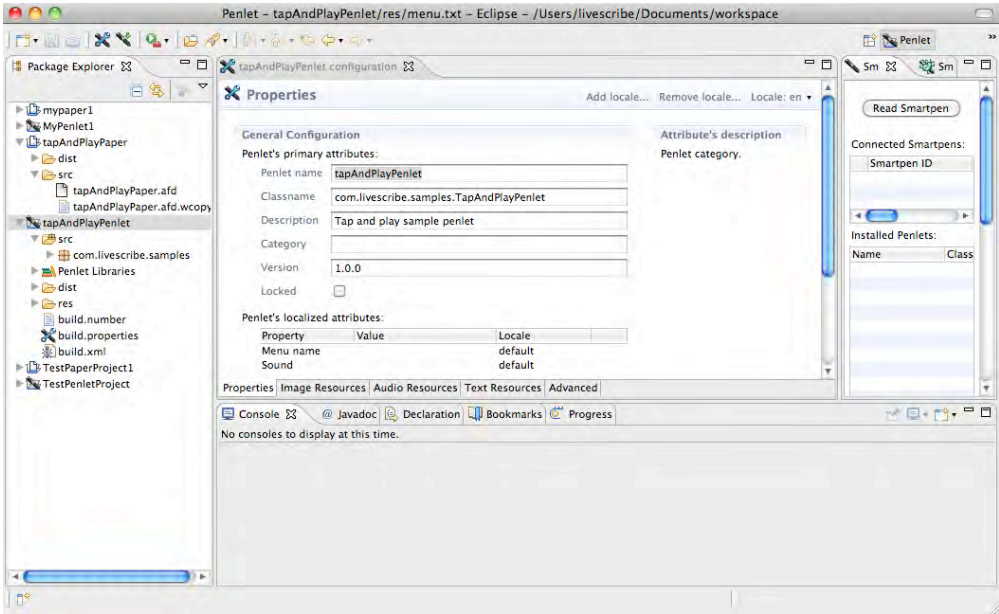 Penlet – tapAndPlayPenlet/res/menu.txt – Eclipse – /Users/livescribe/Documents/workspace
Penlet
»
Package Explorer
mypaper1
MyPenlet1
tapAndPlayPaper
dist
src
tapAndPlayPaper.afd
tapAndPlayPaper.afd.wcopy
tapAndPlayPenlet
src
com.livescribe.samples
Penlet Libraries
dist
res
build.number
build.properties
build.xml
TestPaperProject1
TestPenletProject
tapAndPlayPenlet configuration
Properties
Add locale... Remove locale... Locale: en
General Configuration
Penlet's primary attributes:
Penlet name tapAndPlayPenlet
Classname com.livescribe.samples.TapAndPlayPenlet
Description Tap and play sample penlet
Category
Version 1.0.0
Locked
Penlet's localized attributes:
Property Value Locale
Menu name default
Sound default
Attribute's description
Penlet category.
Properties Image Resources Audio Resources Text Resources Advanced
Sm Sm
Read Smartpen
Connected Smartpens:
Smartpen ID
Installed Penlets:
Name Class
Console @ Javadoc Declaration Bookmarks Progress
No consoles to display at this time.